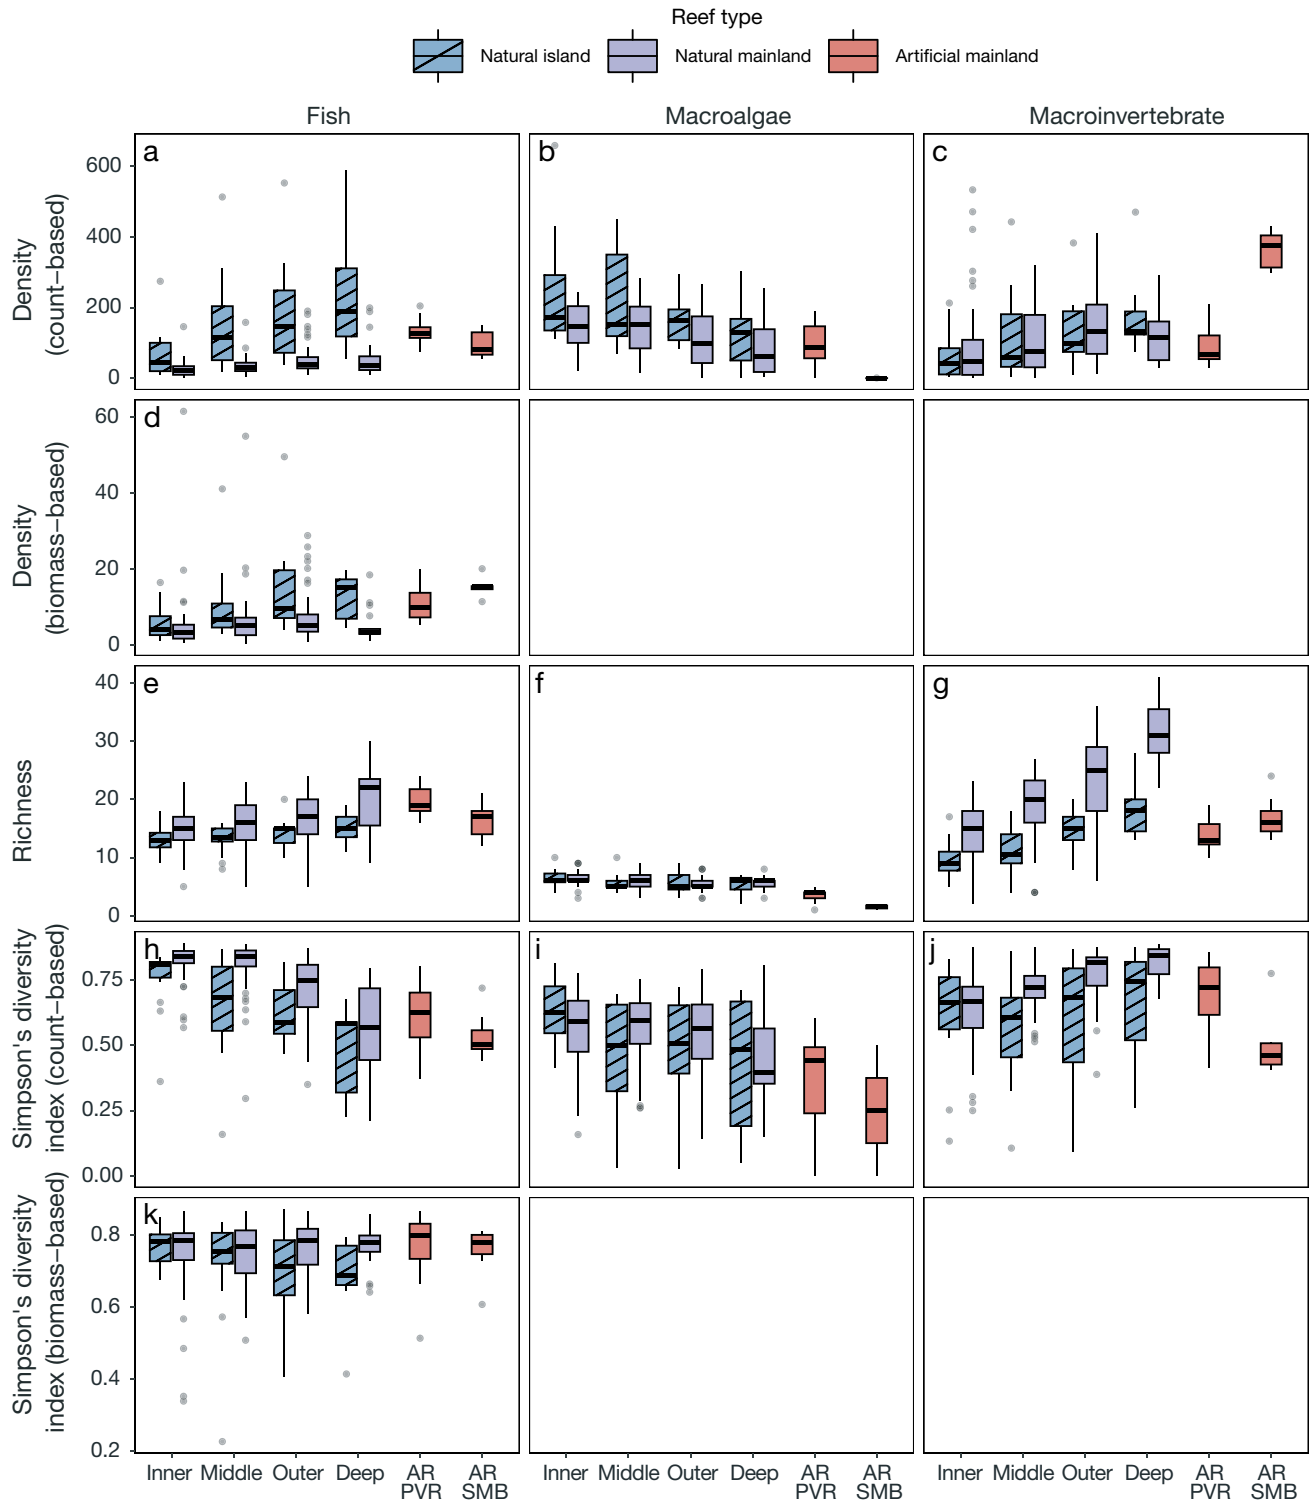 Reef type
Natural island
Natural mainland
Artificial mainland
Fish
Macroalgae
Macroinvertebrate
Density
(count−based)
600
400
200
0
a
b
c
Density
(biomass−based)
60
40
20
0
d
Richness
40
30
20
10
0
e
f
g
Simpson's diversity
index (count−based)
0.75
0.50
0.25
0.00
h
i
j
Simpson's diversity
index (biomass−based)
0.8
0.6
0.4
0.2
k
Inner
Middle
Outer
Deep
AR
PVR
AR
SMB
Inner
Middle
Outer
Deep
AR
PVR
AR
SMB
Inner
Middle
Outer
Deep
AR
PVR
AR
SMB